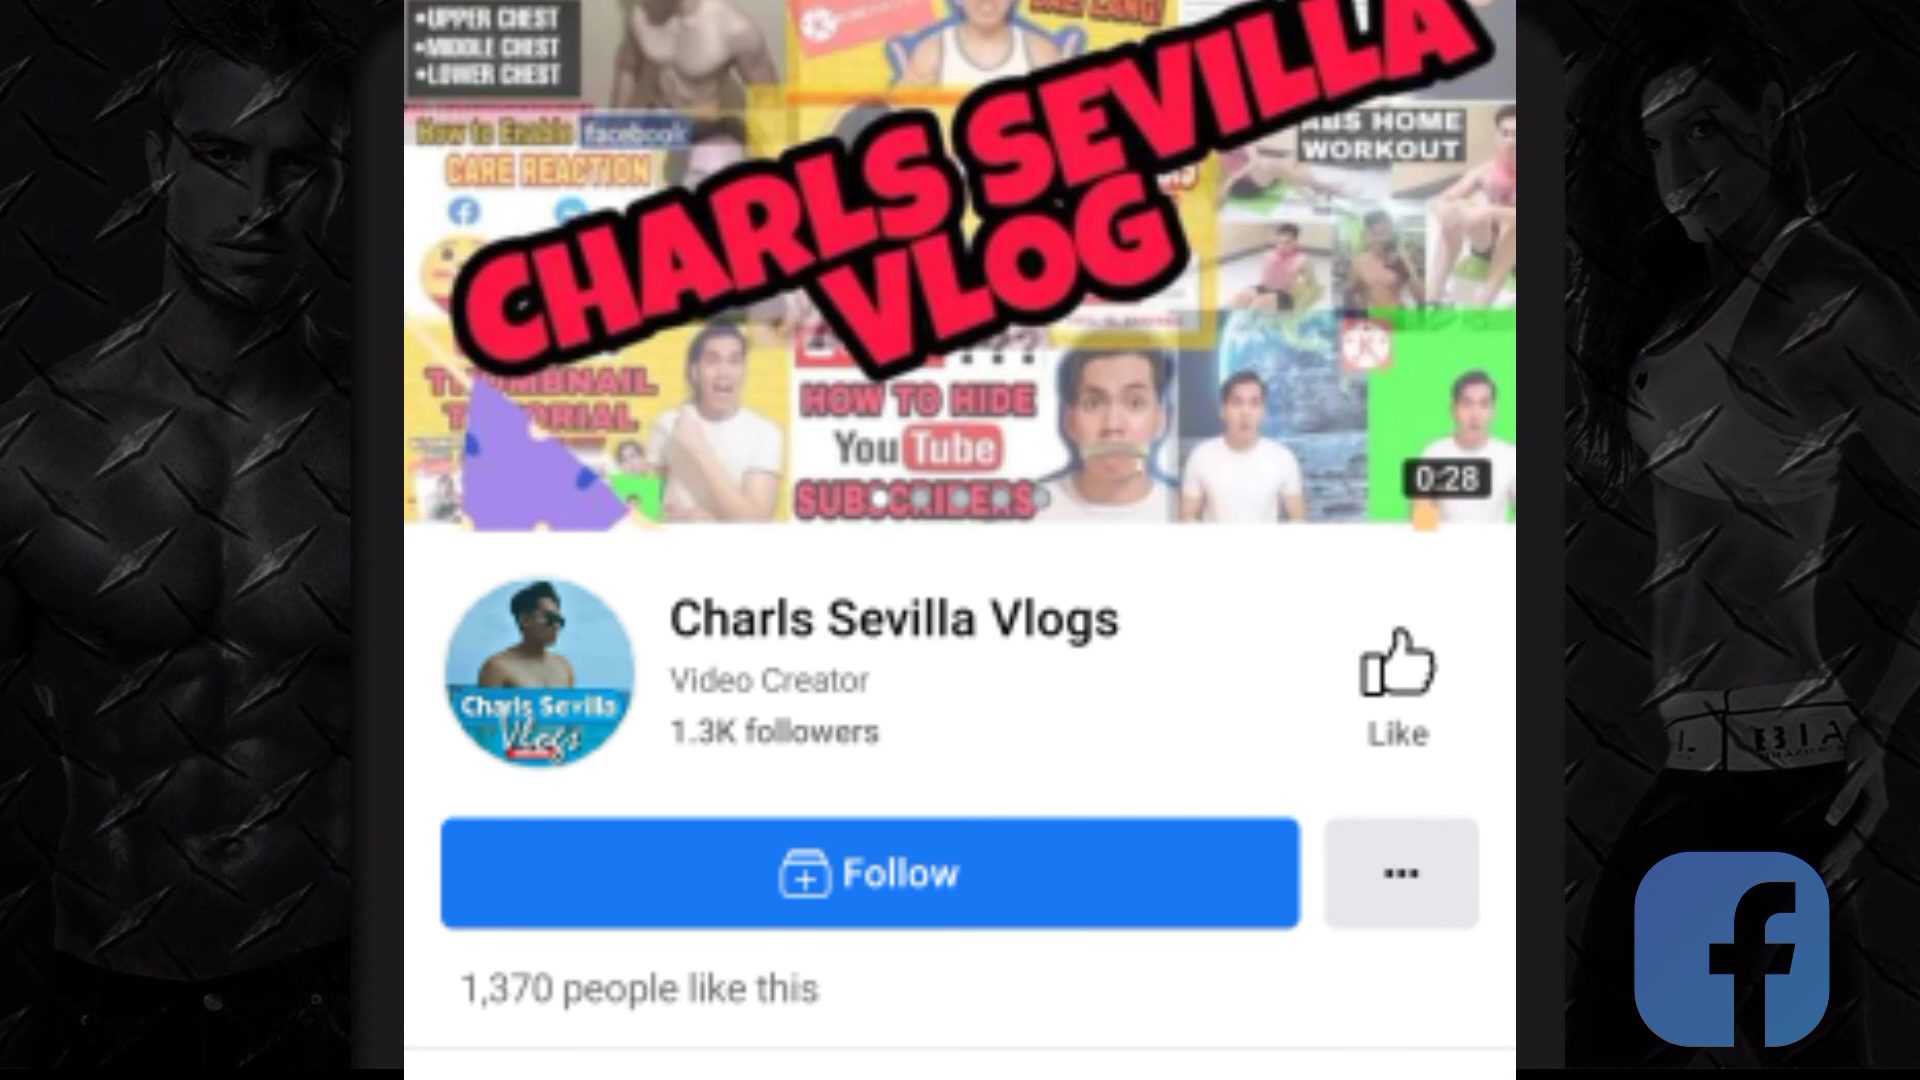 •UPPER CHEST
•MIDDLE CHEST
•LOWER CHEST
How to Enable facebook
CARE REACTION
ABS HOME
WORKOUT
CHARLS SEVILLA
VLOG
HOW TO HIDE
YouTube
SUBSCRIBERS
0:28
Charls Sevilla
Vlogs
Charls Sevilla Vlogs
Video Creator
1.3K followers
Like
Follow
1,370 people like this